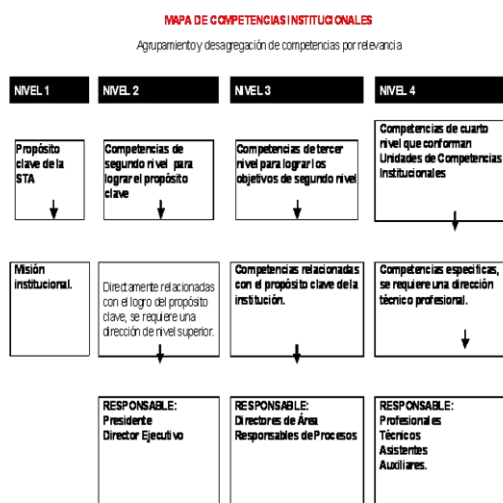 MAPA DE COMPETENCIAS INSTITUCIONALES
Agrupamiento y desagregación de competencias por relevancia
NIVEL 1
NIVEL 2
NIVEL 3
NIVEL 4
Propósito
clave de la
STA
Competencias de
segundo nivel para
lograr el propósito
clave
Competencias de tercer
nivel para lograr los
objetivos de segundo nivel
Competencias de cuarto
nivel que conforman
Unidades de Competencias
Institucionales
Misión
institucional.
Directamente relacionadas
con el logro del propósito
clave, se requiere una
dirección de nivel superior.
Competencias relacionadas
con el propósito clave de la
institución.
Competencias especificas,
se requiere una dirección
técnico profesional.
RESPONSABLE:
Presidente
Director Ejecutivo
RESPONSABLE:
Directores de Área
Responsables de Procesos
RESPONSABLE:
Profesionales
Técnicos
Asistentes
Auxiliares.